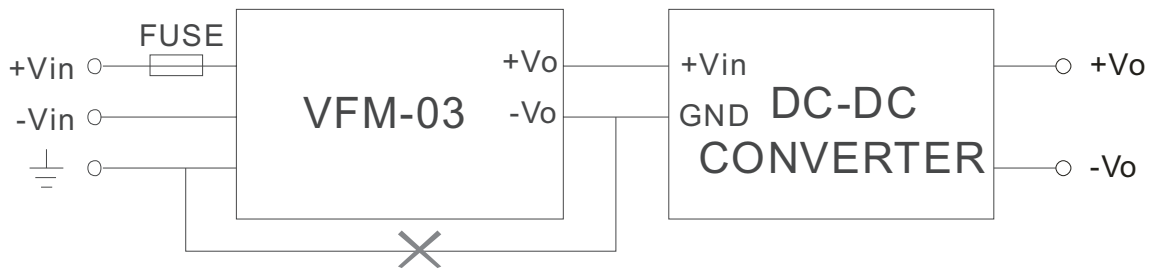 FUSE
+Vin
-Vin
VFM-03
+Vo
-Vo
+Vin
GND
DC-DC
CONVERTER
+Vo
-Vo